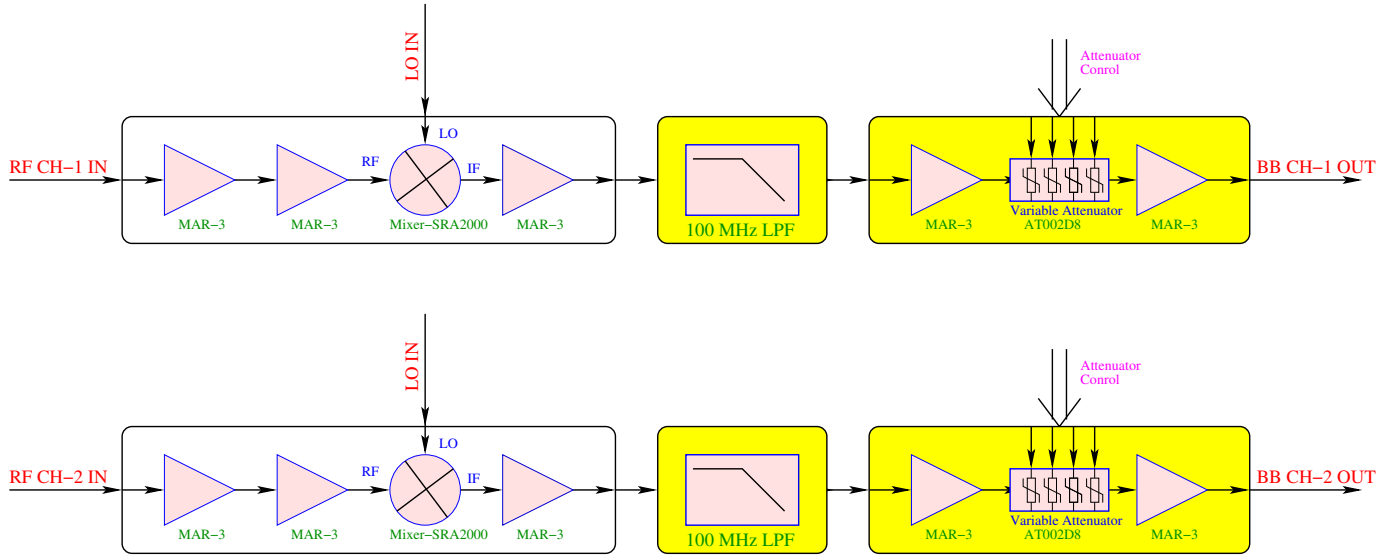 LO IN
Attenuator
Conrol
RF CH-1 IN
LO
RF
IF
BB CH-1 OUT
MAR-3
MAR-3
Mixer-SRA2000
MAR-3
100 MHz LPF
MAR-3
Variable Attenuator
AT002D8
MAR-3
LO IN
Attenuator
Conrol
RF CH-2 IN
LO
RF
IF
BB CH-2 OUT
MAR-3
MAR-3
Mixer-SRA2000
MAR-3
100 MHz LPF
MAR-3
Variable Attenuator
AT002D8
MAR-3